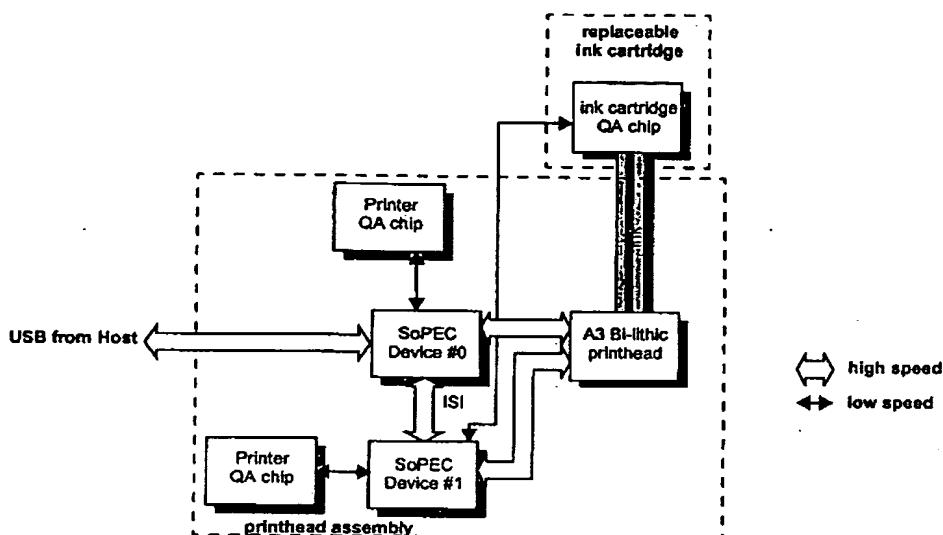 replaceable
ink cartridge
ink cartridge
QA chip
Printer
QA chip
USB from Host
SoPEC
Device #0
A3 Bi-lithic
printhead
high speed
low speed
ISI
Printer
QA chip
SoPEC
Device #1
printhead assembly